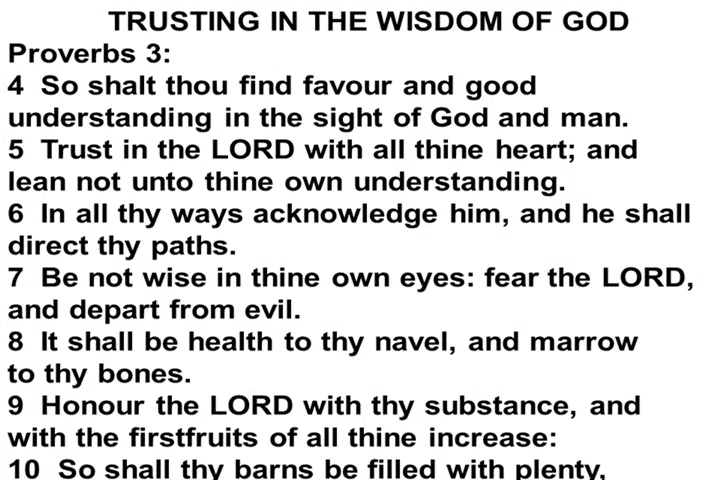 TRUSTING IN THE WISDOM OF GOD
Proverbs 3:
4 So shalt thou find favour and good
understanding in the sight of God and man.
5 Trust in the LORD with all thine heart; and
lean not unto thine own understanding.
6 In all thy ways acknowledge him, and he shall
direct thy paths.
7 Be not wise in thine own eyes: fear the LORD,
and depart from evil.
8 It shall be health to thy navel, and marrow
to thy bones.
9 Honour the LORD with thy substance, and
with the firstfruits of all thine increase:
10 So shall thy barns be filled with plenty,